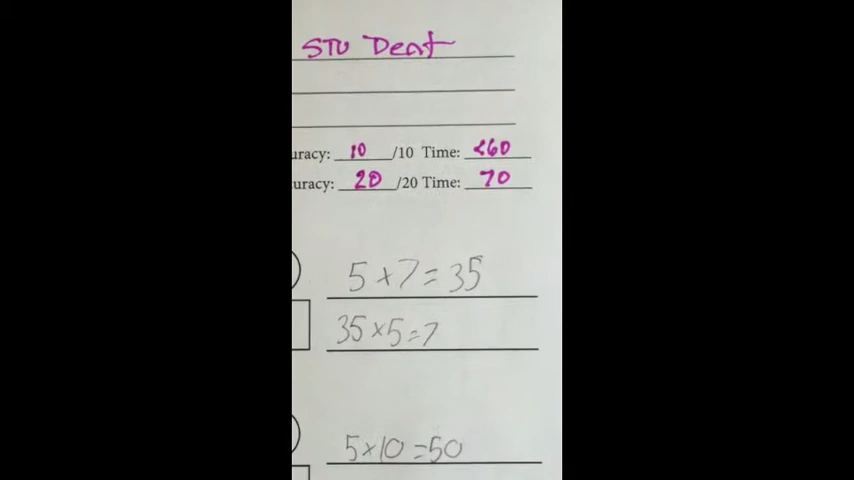 STU Dent
uracy: 10 /10 Time: <60
uracy: 20 /20 Time: 70
5 x 7 = 35
35 x 5 = 7
5 x 10 = 50